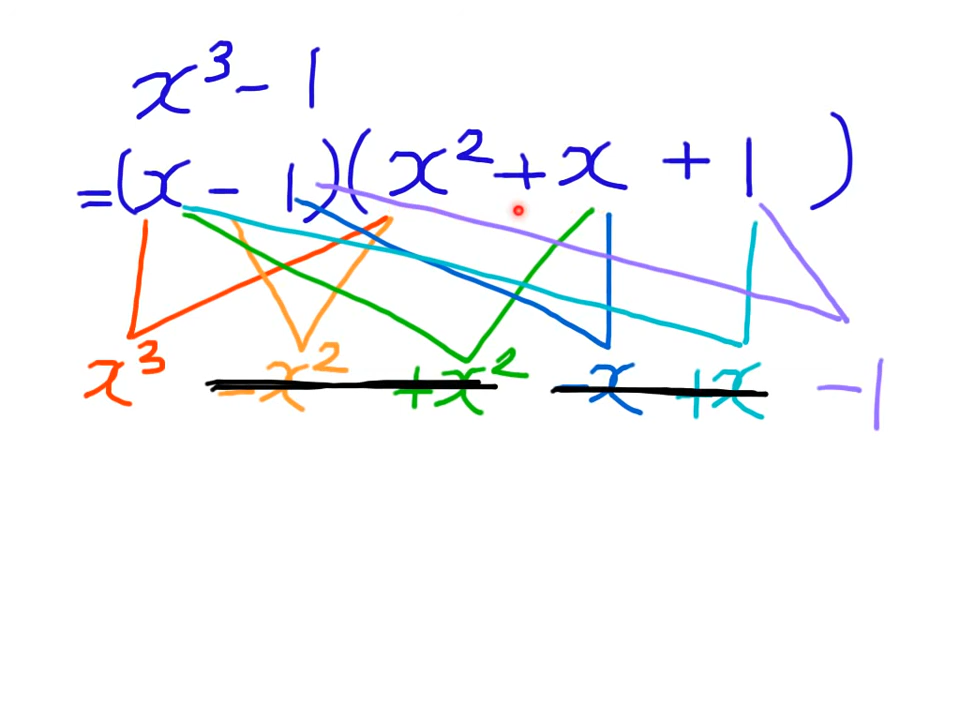 x³ - 1
= (x - 1)(x² + x + 1)
x³ - x² + x² - x + x - 1